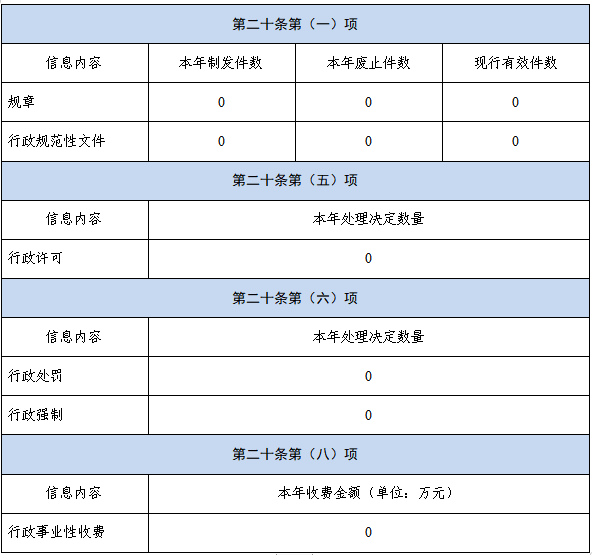 第二十条第（一）项
信息内容 本年制发件数 本年废止件数 现行有效件数
规章 0 0 0
行政规范性文件 0 0 0
第二十条第（五）项
信息内容 本年处理决定数量
行政许可 0
第二十条第（六）项
信息内容 本年处理决定数量
行政处罚 0
行政强制 0
第二十条第（八）项
信息内容 本年收费金额（单位：万元）
行政事业性收费 0